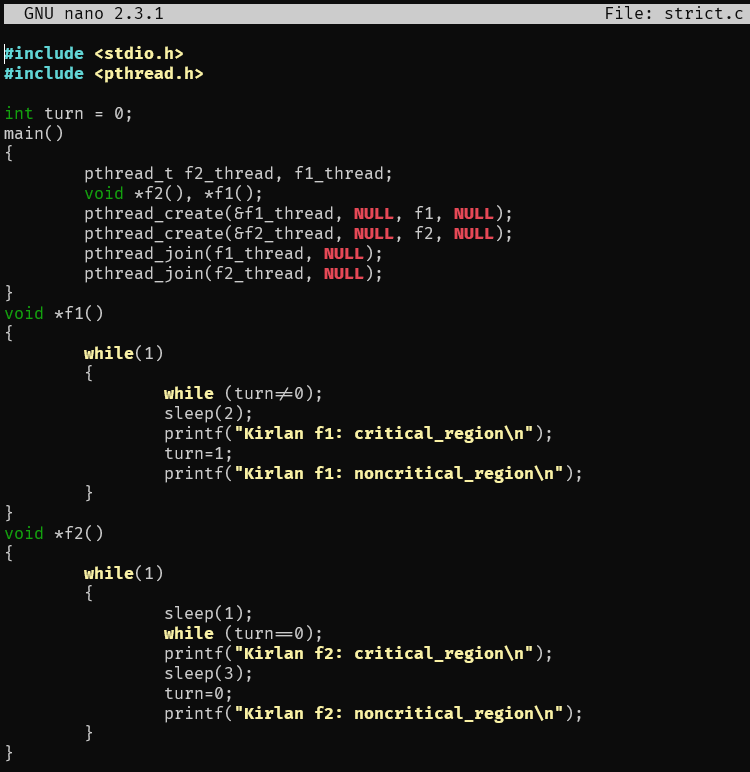 GNU nano 2.3.1 File: strict.c
#include <stdio.h>
#include <pthread.h>
int turn = 0;
main()
{
        pthread_t f2_thread, f1_thread;
        void *f2(), *f1();
        pthread_create(&f1_thread, NULL, f1, NULL);
        pthread_create(&f2_thread, NULL, f2, NULL);
        pthread_join(f1_thread, NULL);
        pthread_join(f2_thread, NULL);
}
void *f1()
{
        while(1)
        {
                while (turn!=0);
                sleep(2);
                printf("Kirlan f1: critical_region\n");
                turn=1;
                printf("Kirlan f1: noncritical_region\n");
        }
}
void *f2()
{
        while(1)
        {
                sleep(1);
                while (turn==0);
                printf("Kirlan f2: critical_region\n");
                sleep(3);
                turn=0;
                printf("Kirlan f2: noncritical_region\n");
        }
}